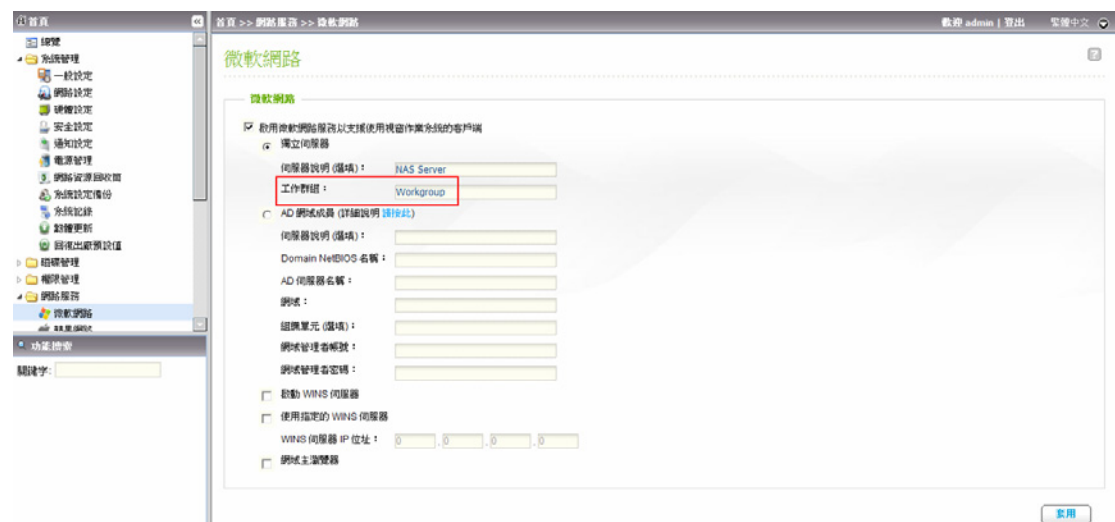 首頁
首頁 >> 網路服務 >> 微軟網路
歡迎 admin | 登出
繁體中文
總覽
系統管理
一般設定
網路設定
硬體設定
安全設定
通知設定
電源管理
網路資源回收筒
系統設定備份
系統記錄
韌體更新
回復出廠預設值
磁碟管理
權限管理
網路服務
微軟網路
蘋果網路
功能搜索
關鍵字:
微軟網路
微軟網路
啟用微軟網路服務以支援使用視窗作業系統的客戶端
獨立伺服器
伺服器說明 (選填)： NAS Server
工作群組： Workgroup
AD 網域成員 (詳細說明 請按此)
伺服器說明 (選填)：
Domain NetBIOS 名稱：
AD 伺服器名稱：
網域：
組織單元 (選填)：
網域管理者帳號：
網域管理者密碼：
啟動 WINS 伺服器
使用指定的 WINS 伺服器
WINS 伺服器 IP 位址： 0 . 0 . 0 . 0
網域主瀏覽器
套用